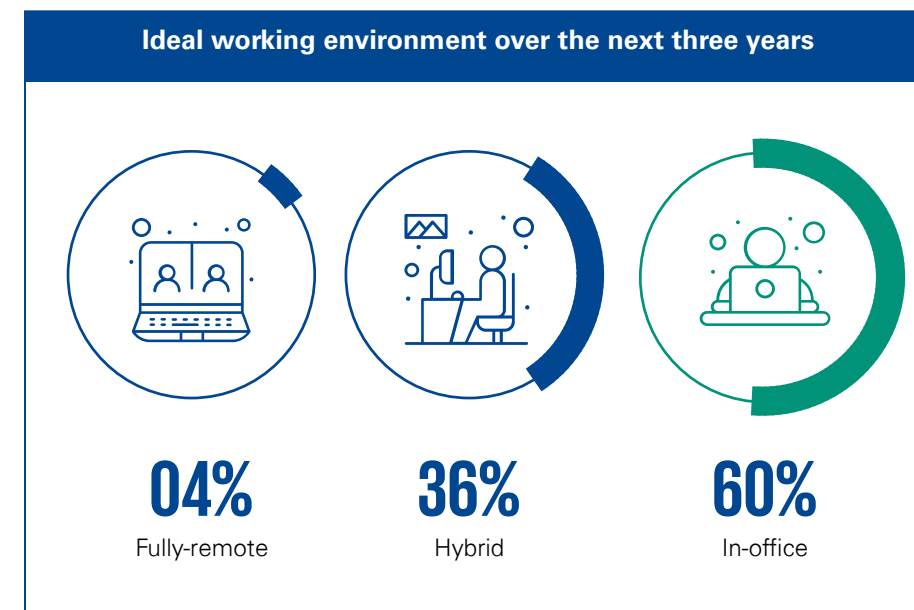 Ideal working environment over the next three years
04%
36%
60%
Fully-remote
Hybrid
In-office